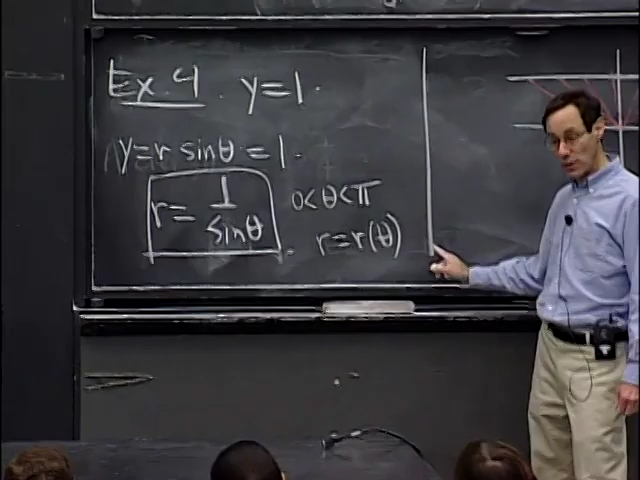 Ex. 4 y=1.
y=r sinθ = 1.
r= 1/sinθ 0<θ<π
r=r(θ)